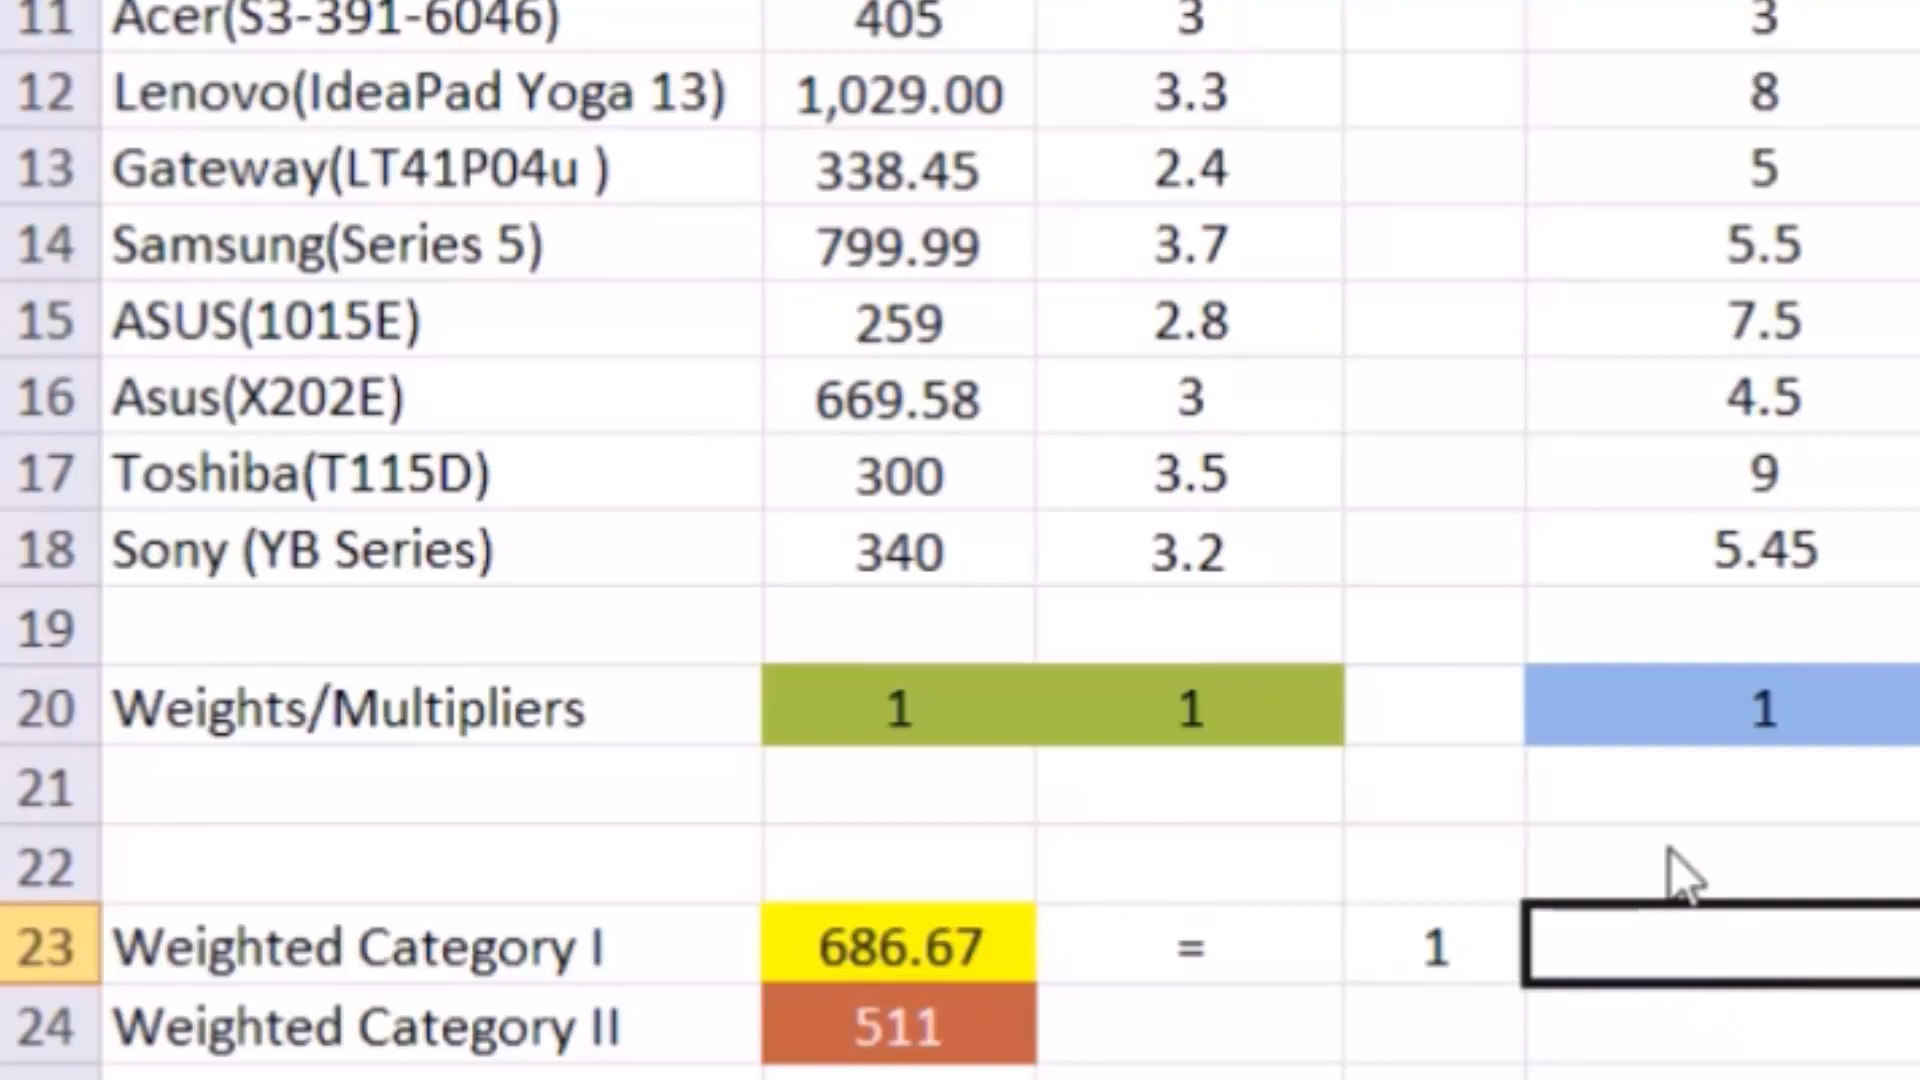 11 Acer(S3-391-6046) 405 3 3
12 Lenovo(IdeaPad Yoga 13) 1,029.00 3.3 8
13 Gateway(LT41P04u ) 338.45 2.4 5
14 Samsung(Series 5) 799.99 3.7 5.5
15 ASUS(1015E) 259 2.8 7.5
16 Asus(X202E) 669.58 3 4.5
17 Toshiba(T115D) 300 3.5 9
18 Sony (YB Series) 340 3.2 5.45
19
20 Weights/Multipliers 1 1 1
21
22
23 Weighted Category I 686.67 = 1
24 Weighted Category II 511